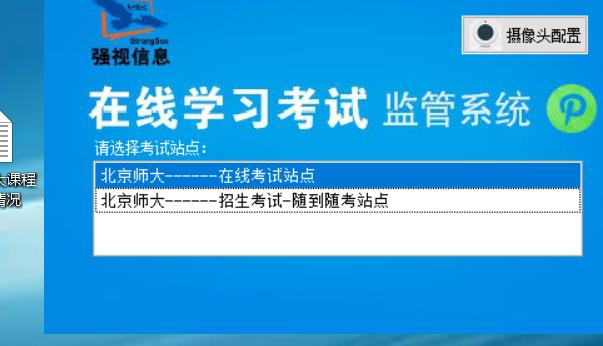 StrongSee
强视信息
摄像头配置
在线学习考试 监管系统
请选择考试站点：
北京师大------在线考试站点
北京师大------招生考试-随到随考站点
大课程
情况